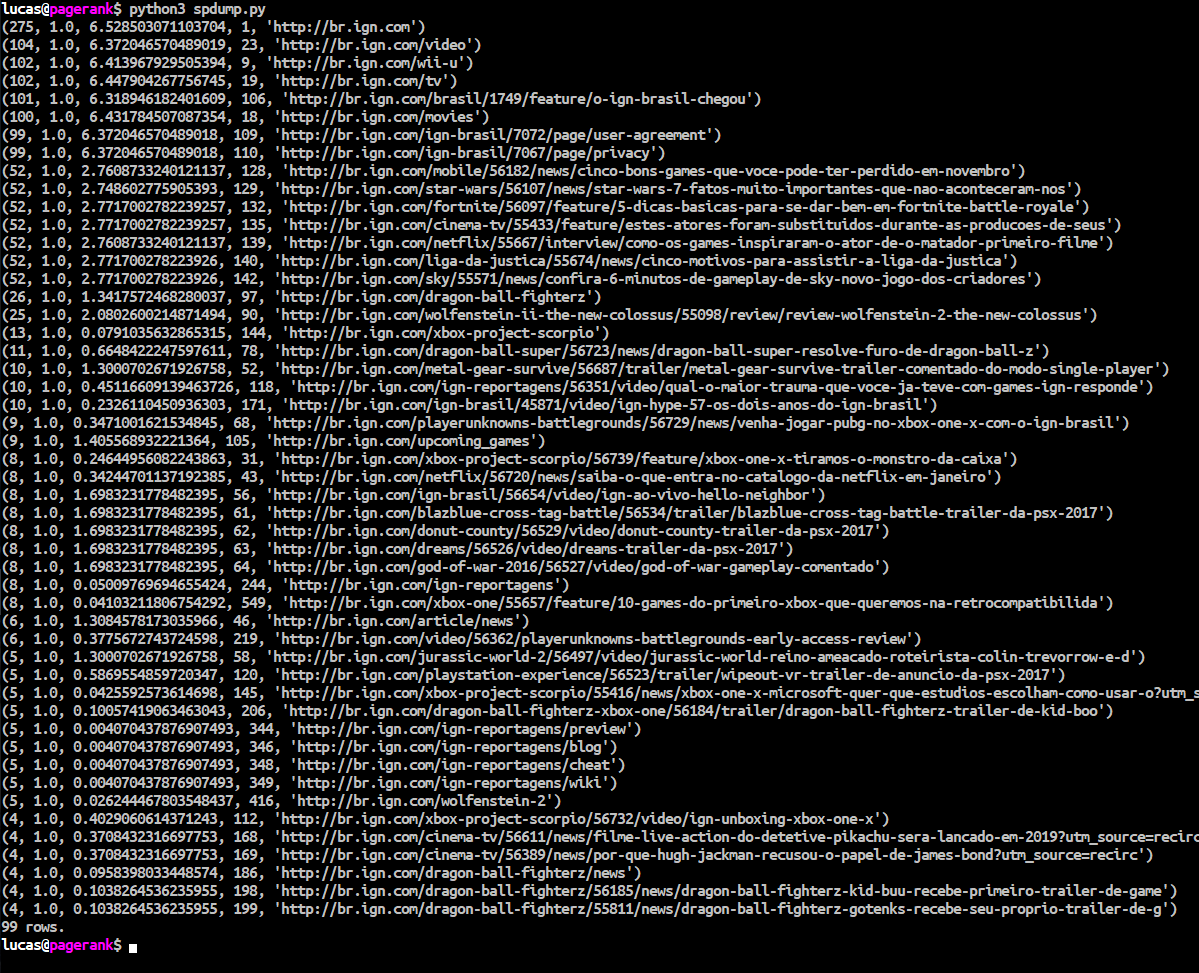 lucas@pagerank$ python3 spdump.py
(275, 1.0, 6.528503071103704, 1, 'http://br.ign.com')
(104, 1.0, 6.372046570489019, 23, 'http://br.ign.com/video')
(102, 1.0, 6.413967929505394, 9, 'http://br.ign.com/wii-u')
(102, 1.0, 6.447904267756745, 19, 'http://br.ign.com/tv')
(101, 1.0, 6.318946182401609, 106, 'http://br.ign.com/brasil/1749/feature/o-ign-brasil-chegou')
(100, 1.0, 6.431784507087354, 18, 'http://br.ign.com/movies')
(99, 1.0, 6.372046570489018, 109, 'http://br.ign.com/ign-brasil/7072/page/user-agreement')
(99, 1.0, 6.372046570489018, 110, 'http://br.ign.com/ign-brasil/7067/page/privacy')
(52, 1.0, 2.7608733240121137, 128, 'http://br.ign.com/mobile/56182/news/cinco-bons-games-que-voce-pode-ter-perdido-em-novembro')
(52, 1.0, 2.748602775905393, 129, 'http://br.ign.com/star-wars/56107/news/star-wars-7-fatos-muito-importantes-que-nao-aconteceram-nos')
(52, 1.0, 2.7717002782239257, 132, 'http://br.ign.com/fortnite/56097/feature/5-dicas-basicas-para-se-dar-bem-em-fortnite-battle-royale')
(52, 1.0, 2.7717002782239257, 135, 'http://br.ign.com/cinema-tv/55433/feature/estes-atores-foram-substituidos-durante-as-producoes-de-seus')
(52, 1.0, 2.7608733240121137, 139, 'http://br.ign.com/netflix/55667/interview/como-os-games-inspiraram-o-ator-de-o-matador-primeiro-filme')
(52, 1.0, 2.771700278223926, 140, 'http://br.ign.com/liga-da-justica/55674/news/cinco-motivos-para-assistir-a-liga-da-justica')
(52, 1.0, 2.771700278223926, 142, 'http://br.ign.com/sky/55571/news/confira-6-minutos-de-gameplay-de-sky-novo-jogo-dos-criadores')
(26, 1.0, 1.3417572468280037, 97, 'http://br.ign.com/dragon-ball-fighterz')
(25, 1.0, 2.0802600214871494, 90, 'http://br.ign.com/wolfenstein-ii-the-new-colossus/55098/review/review-wolfenstein-2-the-new-colossus')
(13, 1.0, 0.0791035632865315, 144, 'http://br.ign.com/xbox-project-scorpio')
(11, 1.0, 0.6648422247597611, 78, 'http://br.ign.com/dragon-ball-super/56723/news/dragon-ball-super-resolve-furo-de-dragon-ball-z')
(10, 1.0, 1.3000702671926758, 52, 'http://br.ign.com/metal-gear-survive/56687/trailer/metal-gear-survive-trailer-comentado-do-modo-single-player')
(10, 1.0, 0.45116609139463726, 118, 'http://br.ign.com/ign-reportagens/56351/video/qual-o-maior-trauma-que-voce-ja-teve-com-games-ign-responde')
(10, 1.0, 0.2326110450936303, 171, 'http://br.ign.com/ign-brasil/45871/video/ign-hype-57-os-dois-anos-do-ign-brasil')
(9, 1.0, 0.3471001621534845, 68, 'http://br.ign.com/playerunknowns-battlegrounds/56729/news/venha-jogar-pubg-no-xbox-one-x-com-o-ign-brasil')
(9, 1.0, 1.405568932221364, 105, 'http://br.ign.com/upcoming_games')
(8, 1.0, 0.24644956082243863, 31, 'http://br.ign.com/xbox-project-scorpio/56739/feature/xbox-one-x-tiramos-o-monstro-da-caixa')
(8, 1.0, 0.34244701137192385, 43, 'http://br.ign.com/netflix/56720/news/saiba-o-que-entra-no-catalogo-da-netflix-em-janeiro')
(8, 1.0, 1.6983231778482395, 56, 'http://br.ign.com/ign-brasil/56654/video/ign-ao-vivo-hello-neighbor')
(8, 1.0, 1.6983231778482395, 61, 'http://br.ign.com/blazblue-cross-tag-battle/56534/trailer/blazblue-cross-tag-battle-trailer-da-psx-2017')
(8, 1.0, 1.6983231778482395, 62, 'http://br.ign.com/donut-county/56529/video/donut-county-trailer-da-psx-2017')
(8, 1.0, 1.6983231778482395, 63, 'http://br.ign.com/dreams/56526/video/dreams-trailer-da-psx-2017')
(8, 1.0, 1.6983231778482395, 64, 'http://br.ign.com/god-of-war-2016/56527/video/god-of-war-gameplay-comentado')
(8, 1.0, 0.05009769694655424, 244, 'http://br.ign.com/ign-reportagens')
(8, 1.0, 0.04103211806754292, 549, 'http://br.ign.com/xbox-one/55657/feature/10-games-do-primeiro-xbox-que-queremos-na-retrocompatibilida')
(6, 1.0, 1.3084578173035966, 46, 'http://br.ign.com/article/news')
(6, 1.0, 0.3775672743724598, 219, 'http://br.ign.com/video/56362/playerunknowns-battlegrounds-early-access-review')
(5, 1.0, 1.3000702671926758, 58, 'http://br.ign.com/jurassic-world-2/56497/video/jurassic-world-reino-ameacado-roteirista-colin-trevorrow-e-d')
(5, 1.0, 0.5869554859720347, 120, 'http://br.ign.com/playstation-experience/56523/trailer/wipeout-vr-trailer-de-anuncio-da-psx-2017')
(5, 1.0, 0.0425592573614698, 145, 'http://br.ign.com/xbox-project-scorpio/55416/news/xbox-one-x-microsoft-quer-que-estudios-escolham-como-usar-o?utm_s
(5, 1.0, 0.10057419063463043, 206, 'http://br.ign.com/dragon-ball-fighterz-xbox-one/56184/trailer/dragon-ball-fighterz-trailer-de-kid-boo')
(5, 1.0, 0.004070437876907493, 344, 'http://br.ign.com/ign-reportagens/preview')
(5, 1.0, 0.004070437876907493, 346, 'http://br.ign.com/ign-reportagens/blog')
(5, 1.0, 0.004070437876907493, 348, 'http://br.ign.com/ign-reportagens/cheat')
(5, 1.0, 0.004070437876907493, 349, 'http://br.ign.com/ign-reportagens/wiki')
(5, 1.0, 0.026244467803548437, 416, 'http://br.ign.com/wolfenstein-2')
(4, 1.0, 0.4029060614371243, 112, 'http://br.ign.com/xbox-project-scorpio/56732/video/ign-unboxing-xbox-one-x')
(4, 1.0, 0.3708432316697753, 168, 'http://br.ign.com/cinema-tv/56611/news/filme-live-action-do-detetive-pikachu-sera-lancado-em-2019?utm_source=recirc
(4, 1.0, 0.3708432316697753, 169, 'http://br.ign.com/cinema-tv/56389/news/por-que-hugh-jackman-recusou-o-papel-de-james-bond?utm_source=recirc')
(4, 1.0, 0.0958398033448574, 186, 'http://br.ign.com/dragon-ball-fighterz/news')
(4, 1.0, 0.1038264536235955, 198, 'http://br.ign.com/dragon-ball-fighterz/56185/news/dragon-ball-fighterz-kid-buu-recebe-primeiro-trailer-de-game')
(4, 1.0, 0.1038264536235955, 199, 'http://br.ign.com/dragon-ball-fighterz/55811/news/dragon-ball-fighterz-gotenks-recebe-seu-proprio-trailer-de-g')
99 rows.
lucas@pagerank$